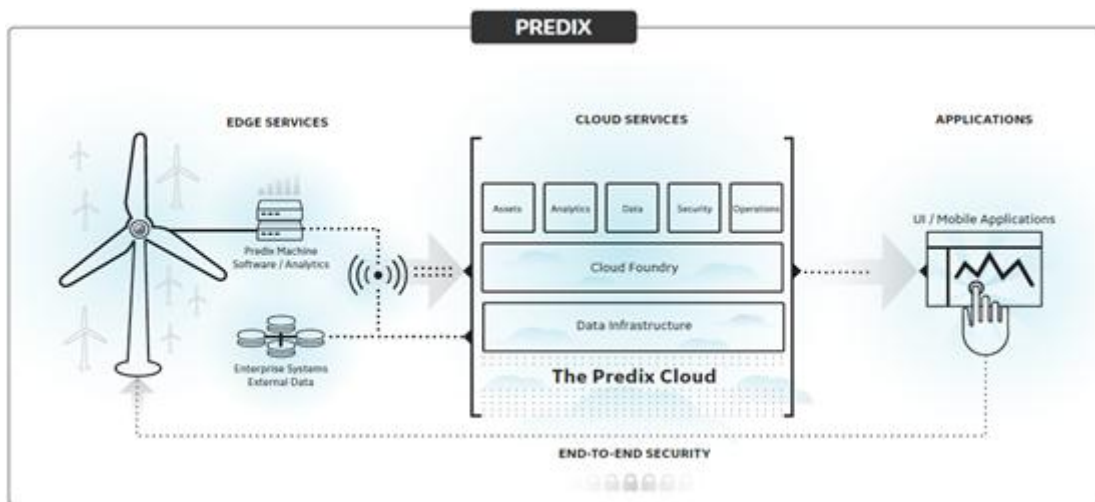 PREDIX
EDGE SERVICES
CLOUD SERVICES
APPLICATIONS
Assets
Analytics
Data
Security
Operations
UI / Mobile Applications
Predix Machine
Software / Analytics
Cloud Foundry
Data Infrastructure
Enterprise Systems
External Data
The Predix Cloud
END-TO-END SECURITY